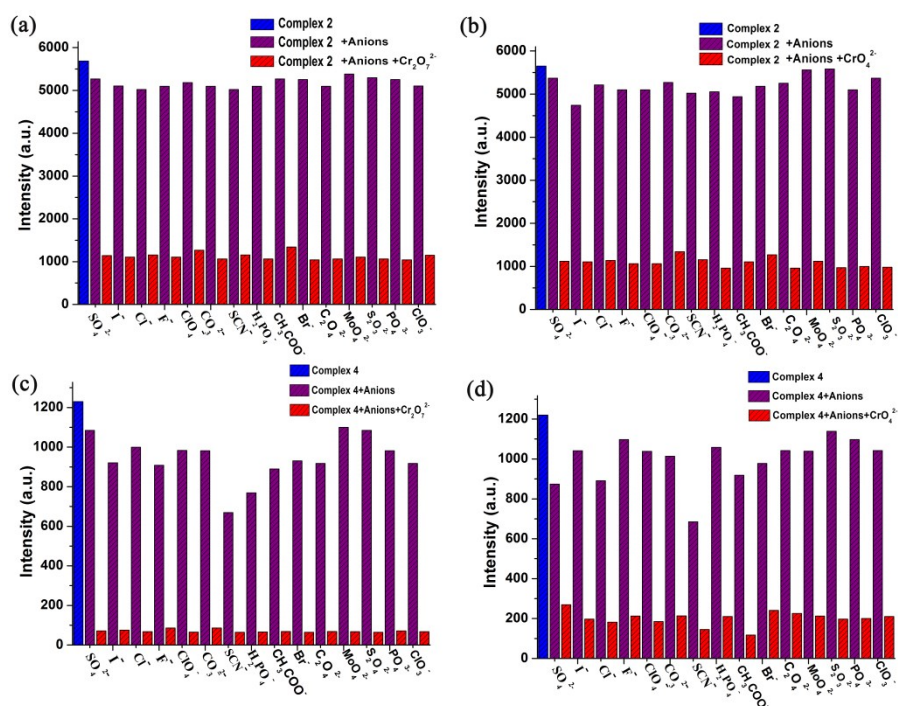 (a)
Complex 2
Complex 2 +Anions
Complex 2 +Anions +Cr₂O₇²⁻
Intensity (a.u.)
6000
5000
4000
3000
2000
1000
0
SO₄²⁻ I⁻ Cl⁻ F⁻ ClO₄⁻ CO₃²⁻ SCN⁻ H₂PO₄⁻ CH₃COO⁻ Br⁻ C₂O₄²⁻ MoO₄²⁻ S₂O₃²⁻ PO₄³⁻ ClO₃⁻
(b)
Complex 2
Complex 2 +Anions
Complex 2 +Anions +CrO₄²⁻
Intensity (a.u.)
6000
5000
4000
3000
2000
1000
0
SO₄²⁻ I⁻ Cl⁻ F⁻ ClO₄⁻ CO₃²⁻ SCN⁻ H₂PO₄⁻ CH₃COO⁻ Br⁻ C₂O₄²⁻ MoO₄²⁻ S₂O₃²⁻ PO₄³⁻ ClO₃⁻
(c)
Complex 4
Complex 4+Anions
Complex 4+Anions+Cr₂O₇²⁻
Intensity (a.u.)
1200
1000
800
600
400
200
0
SO₄²⁻ I⁻ Cl⁻ F⁻ ClO₄⁻ CO₃²⁻ SCN⁻ H₂PO₄⁻ CH₃COO⁻ Br⁻ C₂O₄²⁻ MoO₄²⁻ S₂O₃²⁻ PO₄³⁻ ClO₃⁻
(d)
Complex 4
Complex 4+Anions
Complex 4+Anions+CrO₄²⁻
Intensity (a.u.)
1200
1000
800
600
400
200
0
SO₄²⁻ I⁻ Cl⁻ F⁻ ClO₄⁻ CO₃²⁻ SCN⁻ H₂PO₄⁻ CH₃COO⁻ Br⁻ C₂O₄²⁻ MoO₄²⁻ S₂O₃²⁻ PO₄³⁻ ClO₃⁻